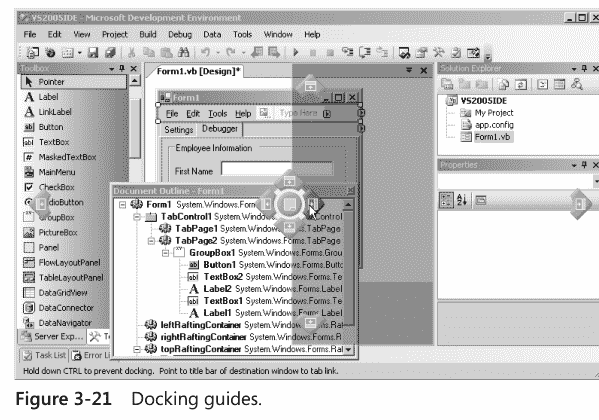 VS2005IDE - Microsoft Development Environment
File Edit View Project Build Debug Data Tools Window Help
Toolbox
Form1.vb [Design]*
Solution Explorer
Pointer
Label
LinkLabel
Button
TextBox
MaskedTextBox
MainMenu
CheckBox
dioButton
GroupBox
PictureBox
Panel
FlowLayoutPanel
TableLayoutPanel
DataGridView
DataConnector
DataNavigator
Server Exp...
Task List Error Li
Form1
File Edit Tools Help Type Here
Settings Debugger
Employee Information
First Name
VS2005IDE
My Project
app.config
Form1.vb
Properties
Document Outline - Form1
Form1 System.Windows.Form
TabControl1 System.Window Control
TabPage1 System.Windows.Forms.TabPage
TabPage2 System.Windows.Forms.TabPage
GroupBox1 System.Windows.Forms.Grou
Button1 System.Windows.Forms.Butto
TextBox2 System.Windows.Forms.Te
Label2 System.Windows.Forms.Label
TextBox1 System.Windows.Forms.Te
Label1 System.Windows.Forms.Label
leftRaftingContainer System.Windows.Forms.Raf
rightRaftingContainer System.Windows.Forms.R
topRaftingContainer System.Windows.Forms.Raf
Hold down CTRL to prevent docking. Point to title bar of destination window to tab link.
Figure 3-21 Docking guides.